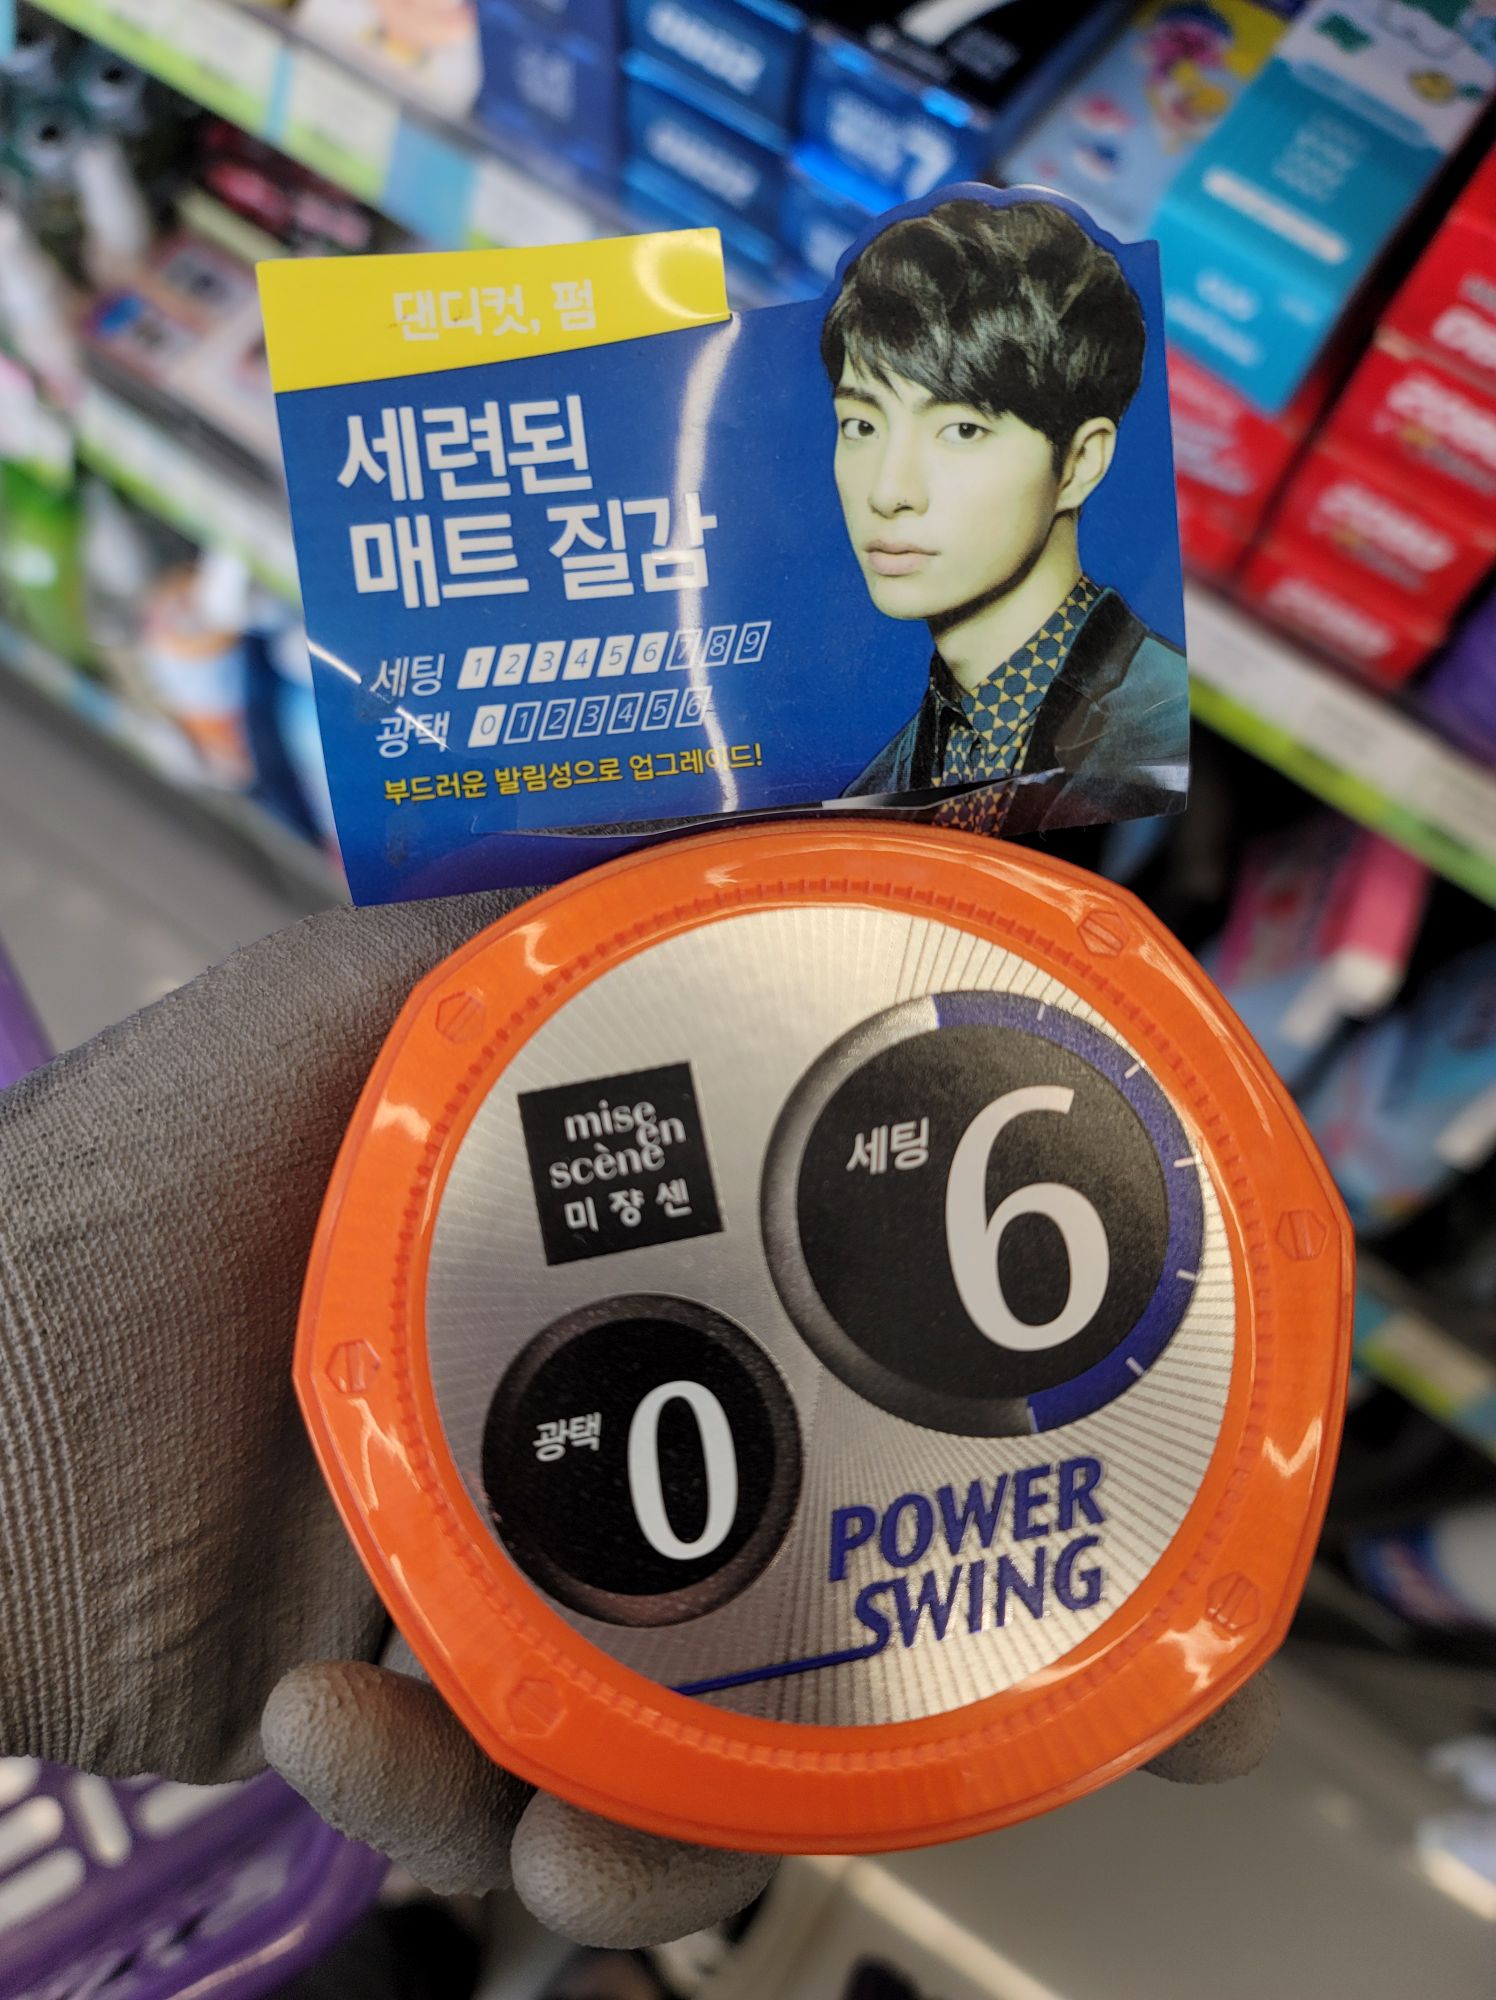 댄디컷, 펌
세련된
매트 질감
세팅 1 2 3 4 5 6 7 8 9
광택 0 1 2 3 4 5 6
부드러운 발림성으로 업그레이드!
mise
en
scène
미쟝센
세팅 6
광택 0
POWER
SWING